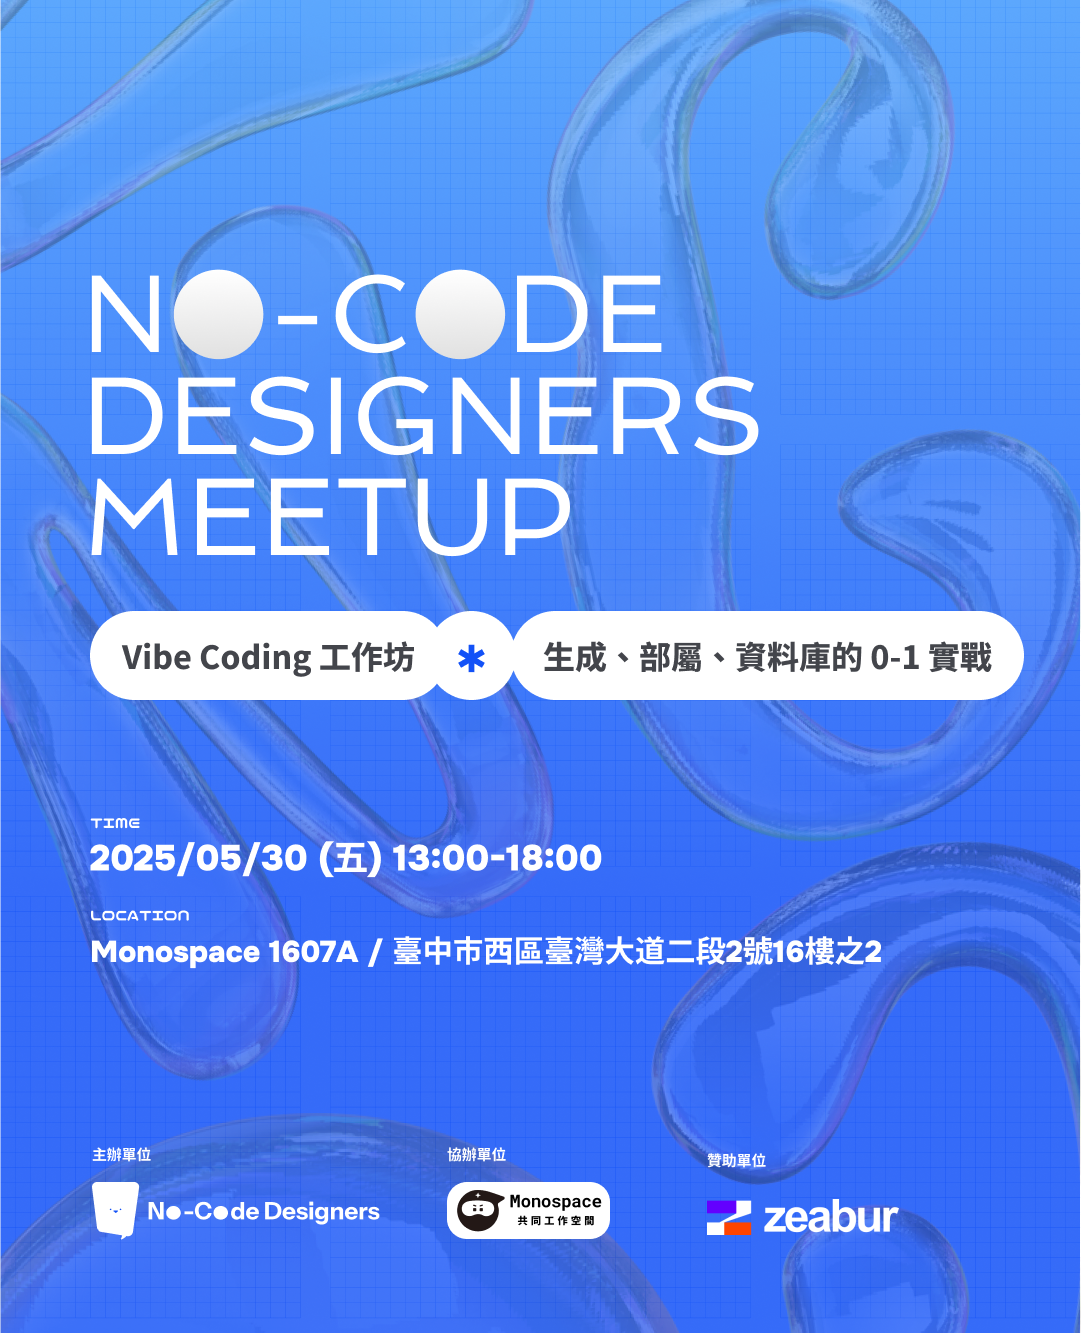 NO-CODE
DESIGNERS
MEETUP
Vibe Coding 工作坊 * 生成、部屬、資料庫的 0-1 實戰
TIME
2025/05/30 (五) 13:00-18:00
LOCATION
Monospace 1607A / 臺中市西區臺灣大道二段2號16樓之2
主辦單位
No-Code Designers
協辦單位
Monospace
共同工作空間
贊助單位
zeabur